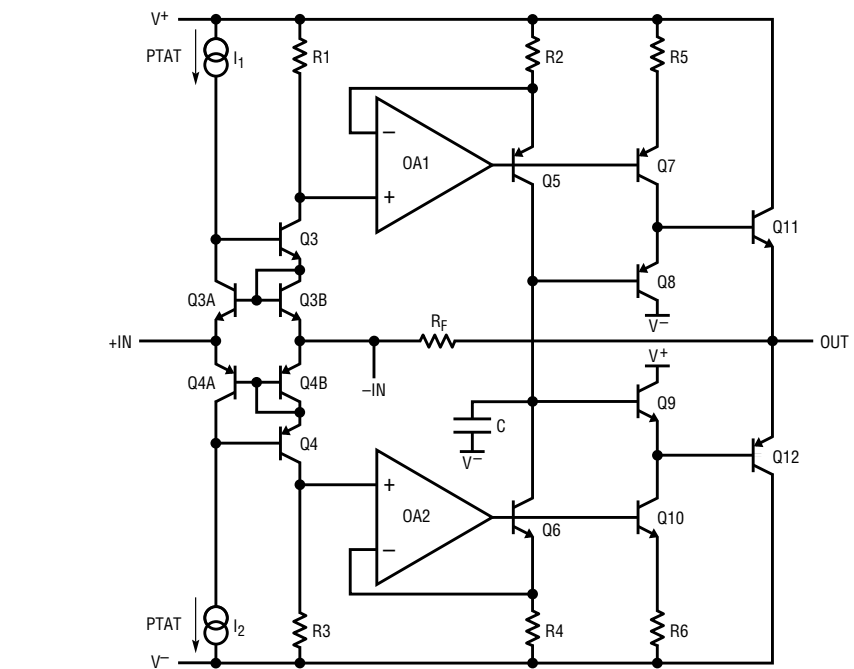 V+
PTAT
I1
R1
R2
R5
−
OA1
+
Q5
Q7
Q3
Q11
Q3A
Q3B
Q8
V−
+IN
RF
OUT
V+
Q4A
Q4B
−IN
Q9
C
V−
Q4
Q12
+
OA2
−
Q6
Q10
PTAT
I2
R3
R4
R6
V−